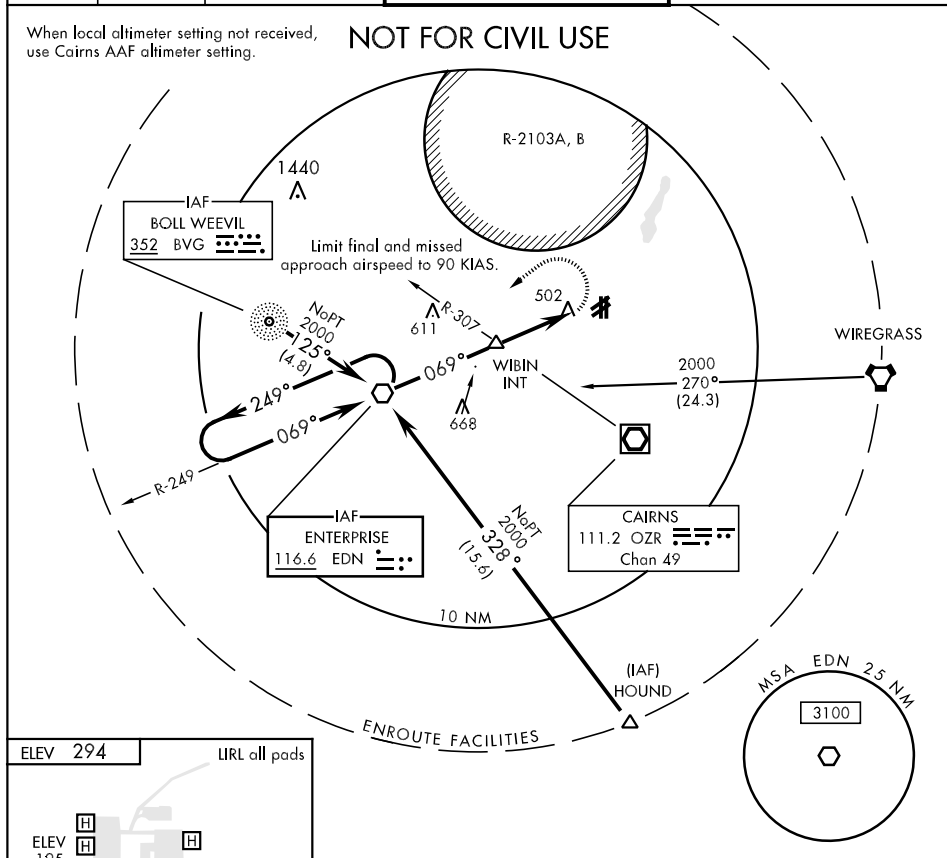 When local altimeter setting not received,
use Cairns AAF altimeter setting.
NOT FOR CIVIL USE
R-2103A, B
1440
IAF
BOLL WEEVIL
352 BVG
Limit final and missed
approach airspeed to 90 KIAS.
NoPT
2000
125°
(4.8)
611
R-307
502
WIREGRASS
069°
WIBIN
INT
2000
270°
(24.3)
249°
069°
668
R-249
IAF
ENTERPRISE
116.6 EDN
NoPT
2000
328°
(15.6)
CAIRNS
111.2 OZR
Chan 49
10 NM
(IAF)
HOUND
MSA EDN 25 NM
3100
ENROUTE FACILITIES
ELEV 294
LIRL all pads
H
ELEV H
H